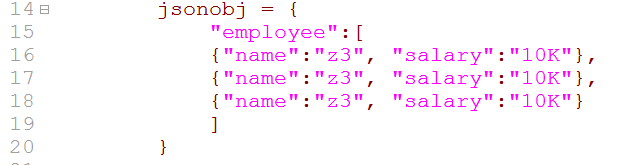 14 jsonobj = {
15 "employee":[
16 {"name":"z3", "salary":"10K"},
17 {"name":"z3", "salary":"10K"},
18 {"name":"z3", "salary":"10K"}
19 ]
20 }